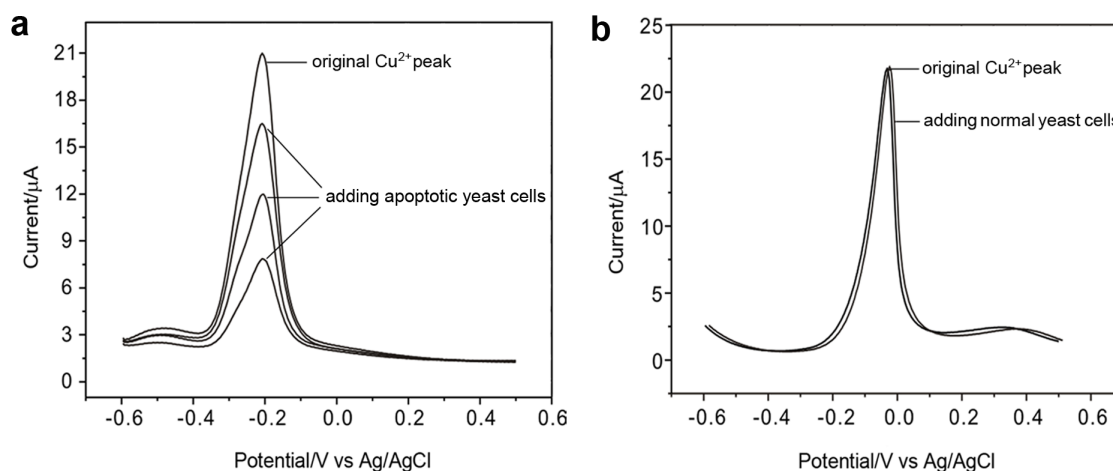 a
21
18
15
12
9
6
3
0
original Cu²⁺ peak
adding apoptotic yeast cells
Current/μA
-0.6 -0.4 -0.2 0.0 0.2 0.4 0.6
Potential/V vs Ag/AgCl
b
25
20
15
10
5
0
original Cu²⁺ peak
adding normal yeast cells
Current/μA
-0.6 -0.4 -0.2 0.0 0.2 0.4 0.6
Potential/V vs Ag/AgCl